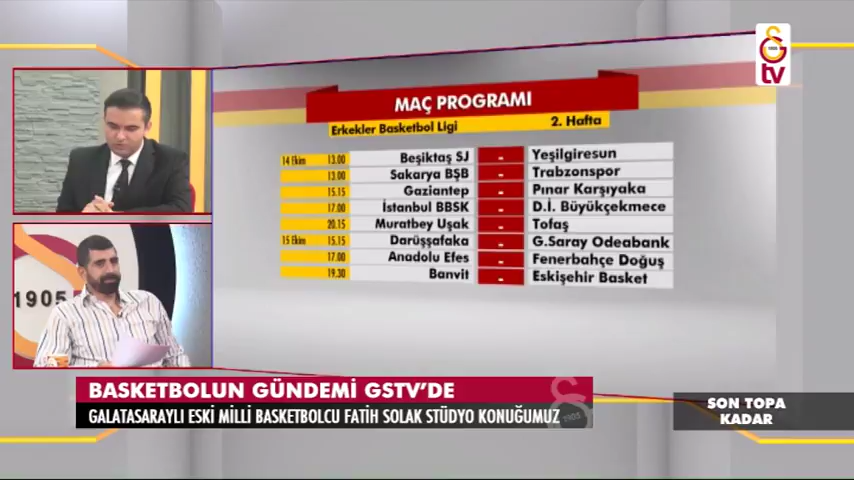 1905
GS
tv
MAÇ PROGRAMI
Erkekler Basketbol Ligi 2. Hafta
14 Ekim 13.00 Beşiktaş SJ - Yeşilgiresun
13.00 Sakarya BŞB - Trabzonspor
15.15 Gaziantep - Pınar Karşıyaka
17.00 İstanbul BBSK - D.İ. Büyükçekmece
20.15 Muratbey Uşak - Tofaş
15 Ekim 15.15 Darüşşafaka - G.Saray Odeabank
17.00 Anadolu Efes - Fenerbahçe Doğuş
19.30 Banvit - Eskişehir Basket
1905
BASKETBOLUN GÜNDEMİ GSTV'DE
GALATASARAYLI ESKİ MİLLİ BASKETBOLCU FATİH SOLAK STÜDYO KONUĞUMUZ
1905
SON TOPA
KADAR